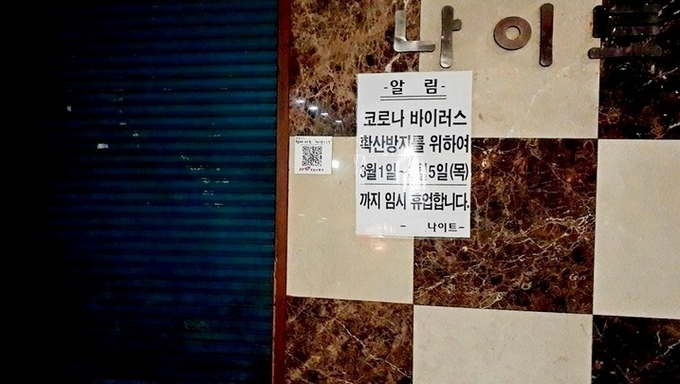 나이트
-알 림-
코로나 바이러스
확산방지를 위하여
3월1일~ 월5일(목)
까지 임시 휴업합니다.
- 나이트-